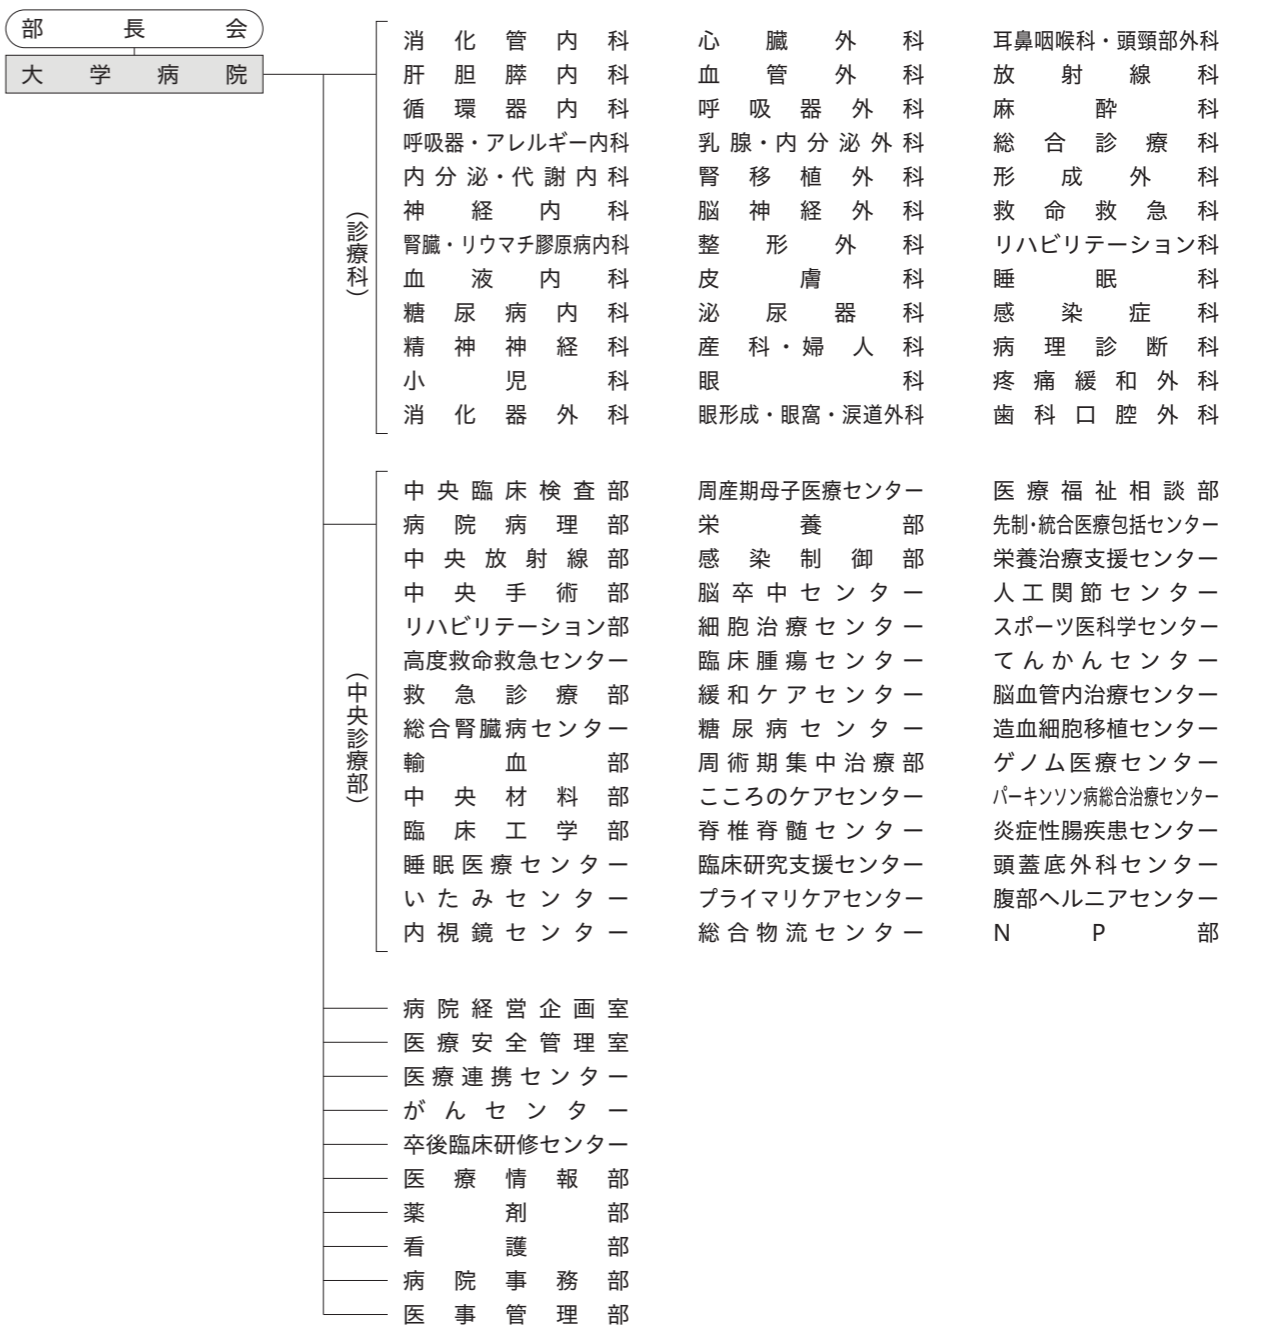 部長会
大学病院
(診療科)
消化管内科
肝胆膵内科
循環器内科
呼吸器・アレルギー内科
内分泌・代謝内科
神経内科
腎臓・リウマチ膠原病内科
血液内科
糖尿病内科
精神神経科
小児科
消化器外科
心臓外科
血管外科
呼吸器外科
乳腺・内分泌外科
腎移植外科
脳神経外科
整形外科
皮膚科
泌尿器科
産科・婦人科
眼科
眼形成・眼窩・涙道外科
耳鼻咽喉科・頭頸部外科
放射線科
麻酔科
総合診療科
形成外科
救命救急科
リハビリテーション科
睡眠科
感染症科
病理診断科
疼痛緩和外科
歯科口腔外科
(中央診療部)
中央臨床検査部
病院病理部
中央放射線部
中央手術部
リハビリテーション部
高度救命救急センター
救急診療部
総合腎臓病センター
輸血部
中央材料部
臨床工学部
睡眠医療センター
いたみセンター
内視鏡センター
周産期母子医療センター
栄養部
感染制御部
脳卒中センター
細胞治療センター
臨床腫瘍センター
緩和ケアセンター
糖尿病センター
周術期集中治療部
こころのケアセンター
脊椎脊髄センター
臨床研究支援センター
プライマリケアセンター
総合物流センター
医療福祉相談部
先制・統合医療包括センター
栄養治療支援センター
人工関節センター
スポーツ医科学センター
てんかんセンター
脳血管内治療センター
造血細胞移植センター
ゲノム医療センター
パーキンソン病総合治療センター
炎症性腸疾患センター
頭蓋底外科センター
腹部ヘルニアセンター
NP部
病院経営企画室
医療安全管理室
医療連携センター
がんセンター
卒後臨床研修センター
医療情報部
薬剤部
看護部
病院事務部
医事管理部